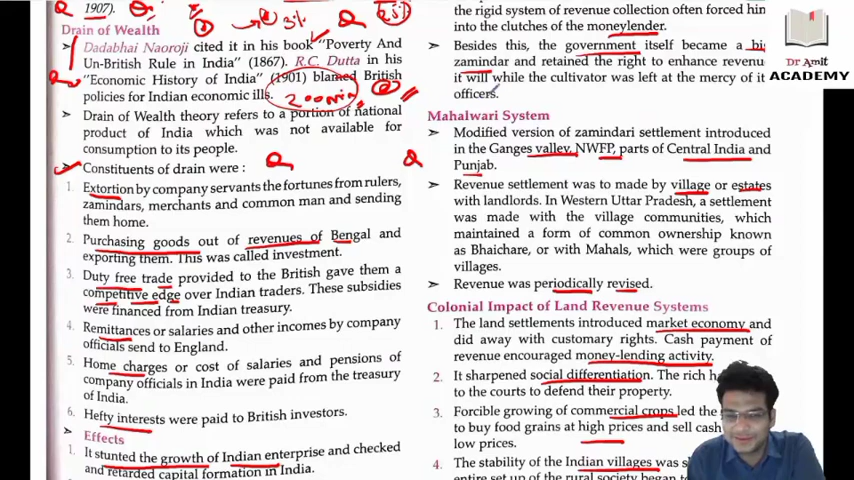 1907).
3%
Drain of Wealth
➤ Dadabhai Naoroji cited it in his book "Poverty And
Un-British Rule in India" (1867). R.C. Dutta in his
"Economic History of India" (1901) blamed British
policies for Indian economic ills.
➤ Drain of Wealth theory refers to a portion of national
product of India which was not available for
consumption to its people.
➤ Constituents of drain were :
1. Extortion by company servants the fortunes from rulers,
zamindars, merchants and common man and sending
them home.
2. Purchasing goods out of revenues of Bengal and
exporting them. This was called investment.
3. Duty free trade provided to the British gave them a
competitive edge over Indian traders. These subsidies
were financed from Indian treasury.
4. Remittances or salaries and other incomes by company
officials send to England.
5. Home charges or cost of salaries and pensions of
company officials in India were paid from the treasury
of India.
6. Hefty interests were paid to British investors.
➤ Effects
1. It stunted the growth of Indian enterprise and checked
and retarded capital formation in India.
the rigid system of revenue collection often forced him
into the clutches of the moneylender.
➤ Besides this, the government itself became a bi
zamindar and retained the right to enhance revenu
it will while the cultivator was left at the mercy of it
officers.
Mahalwari System
➤ Modified version of zamindari settlement introduced
in the Ganges valley, NWFP, parts of Central India and
Punjab.
➤ Revenue settlement was to made by village or estates
with landlords. In Western Uttar Pradesh, a settlement
was made with the village communities, which
maintained a form of common ownership known
as Bhaichare, or with Mahals, which were groups of
villages.
➤ Revenue was periodically revised.
Colonial Impact of Land Revenue Systems
1. The land settlements introduced market economy and
did away with customary rights. Cash payment of
revenue encouraged money-lending activity.
2. It sharpened social differentiation. The rich h
to the courts to defend their property.
3. Forcible growing of commercial crops led the
to buy food grains at high prices and sell cash
low prices.
4. The stability of the Indian villages was s
entire set up of the rural society began t
Dr Amit
ACADEMY